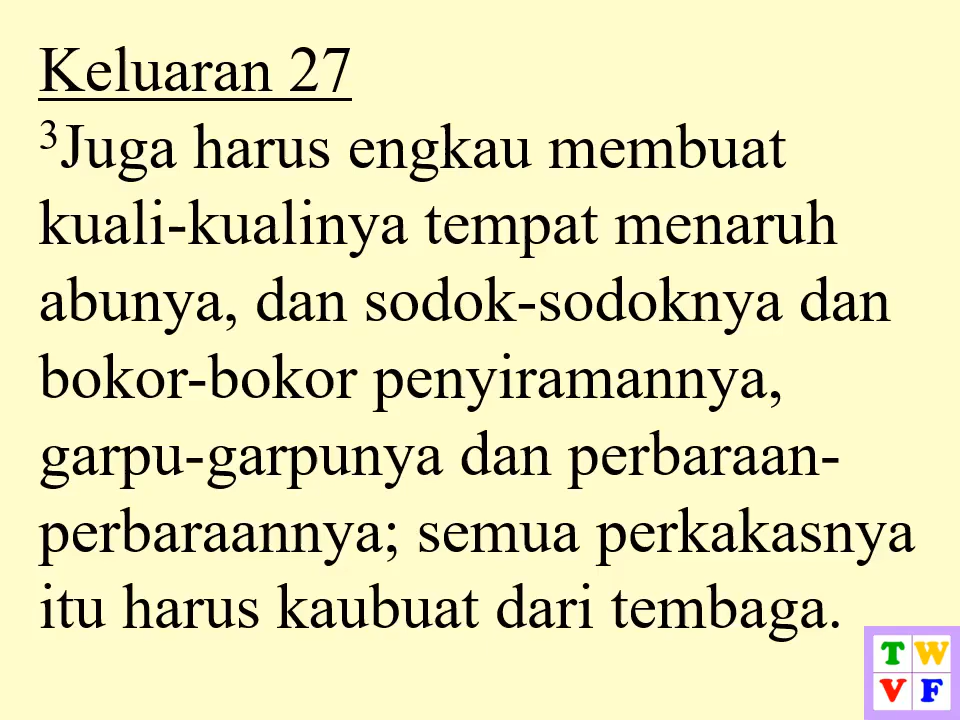 Keluaran 27
³Juga harus engkau membuat
kuali-kualinya tempat menaruh
abunya, dan sodok-sodoknya dan
bokor-bokor penyiramannya,
garpu-garpunya dan perbaraan-
perbaraannya; semua perkakasnya
itu harus kaubuat dari tembaga.
T W
V F